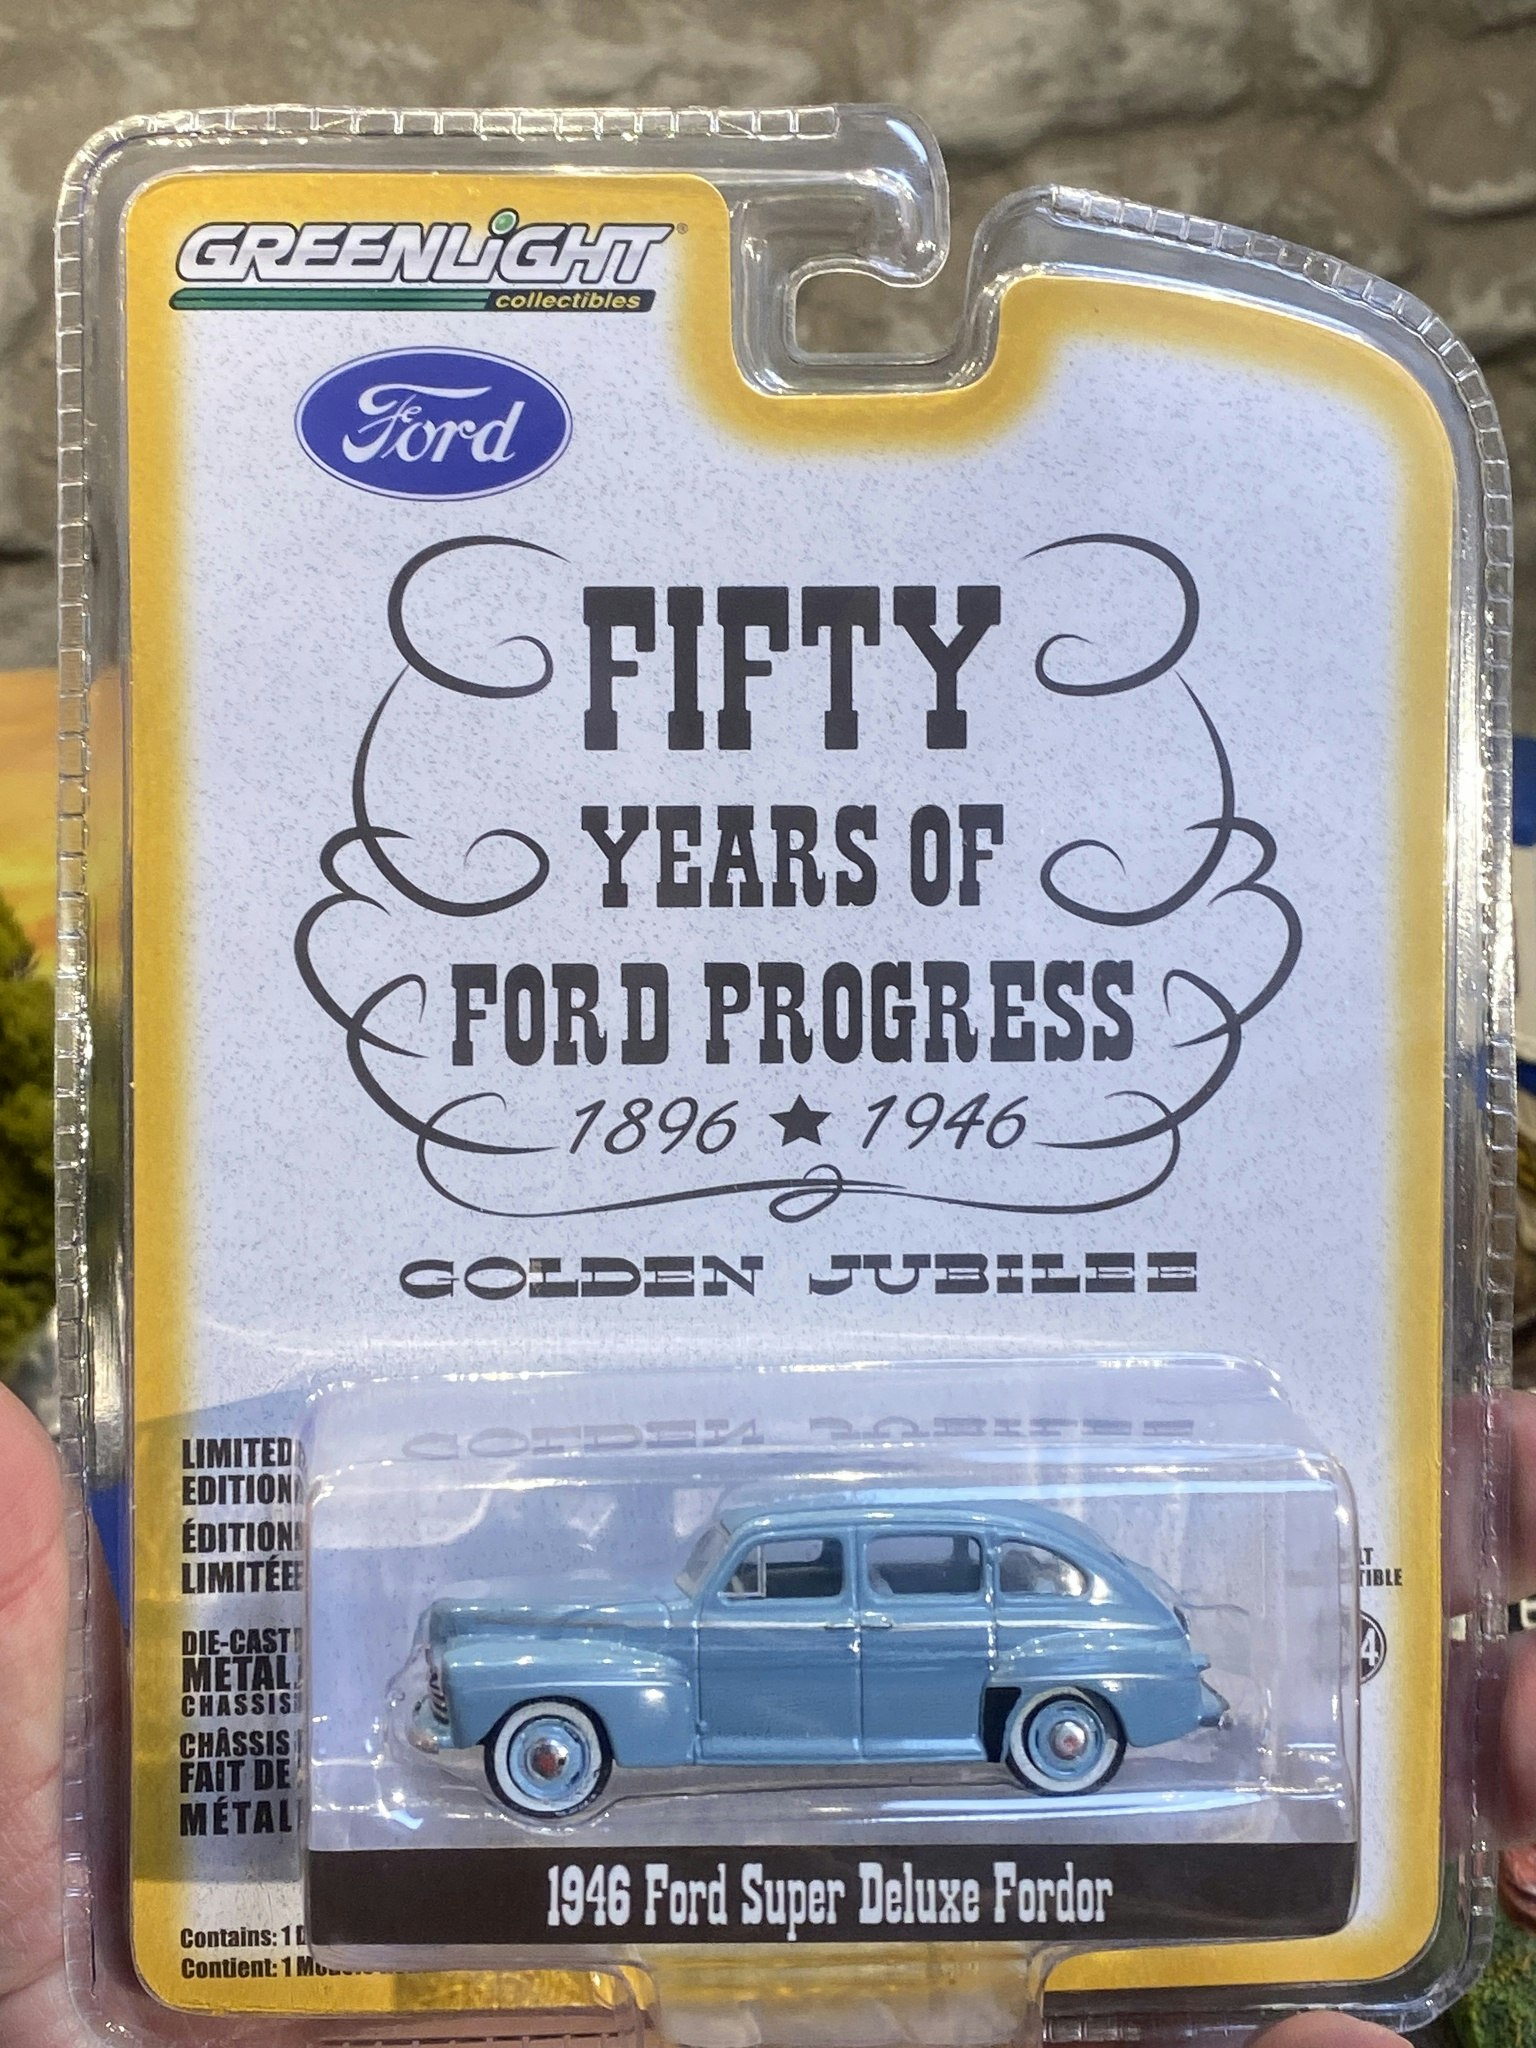 GREENLIGHT
collectibles
Ford
FIFTY
YEARS OF
FORD PROGRESS
1896 ★ 1946
GOLDEN JUBILEE
LIMITED
EDITION
ÉDITION
LIMITÉE
DIE-CAST
METAL
CHASSIS
CHÂSSIS
FAIT DE
MÉTAL
1946 Ford Super Deluxe Fordor
Contains: 1
Contient: 1